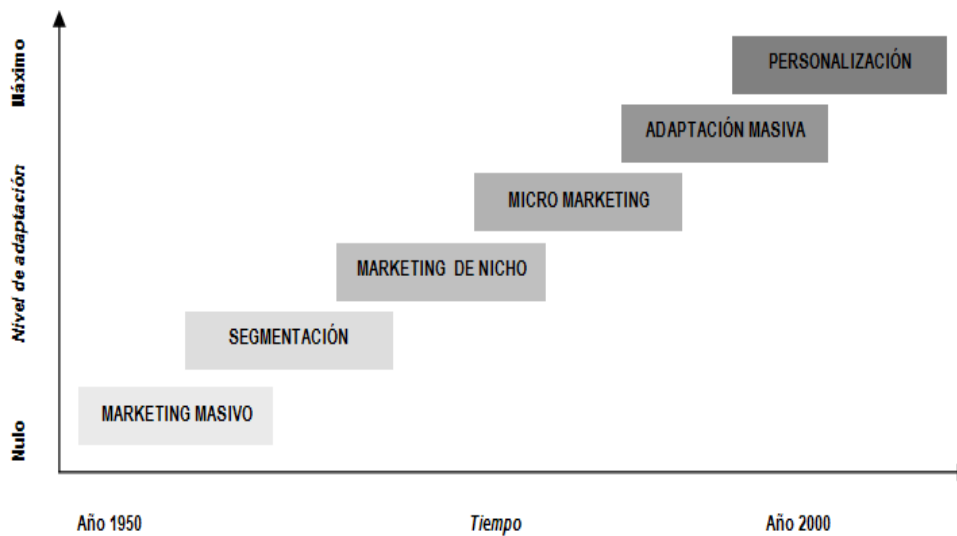 Máximo
PERSONALIZACIÓN
ADAPTACIÓN MASIVA
MICRO MARKETING
Nivel de adaptación
MARKETING DE NICHO
SEGMENTACIÓN
MARKETING MASIVO
Nulo
Año 1950
Tiempo
Año 2000